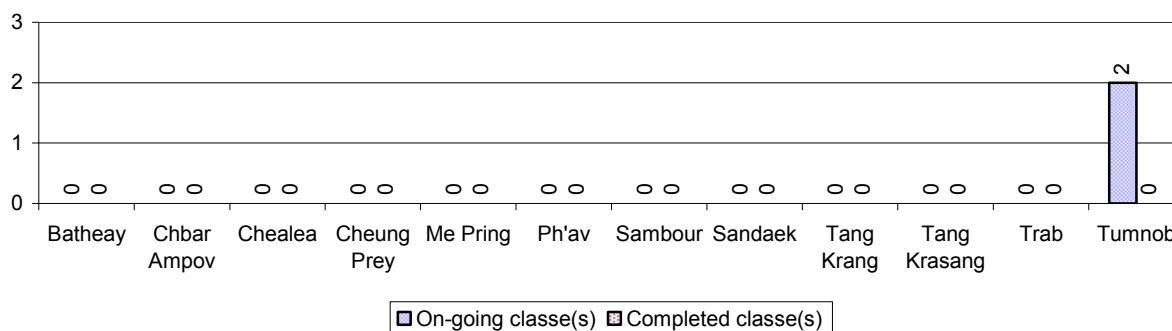 3
2
2
1
0 0 0 0 0 0 0 0 0 0 0 0 0 0 0 0 0 0 0 0 0 0 0
0
Batheay Chbar Ampov Chealea Cheung Prey Me Pring Ph'av Sambour Sandaek Tang Krang Tang Krasang Trab Tumnob
On-going classe(s) Completed classe(s)